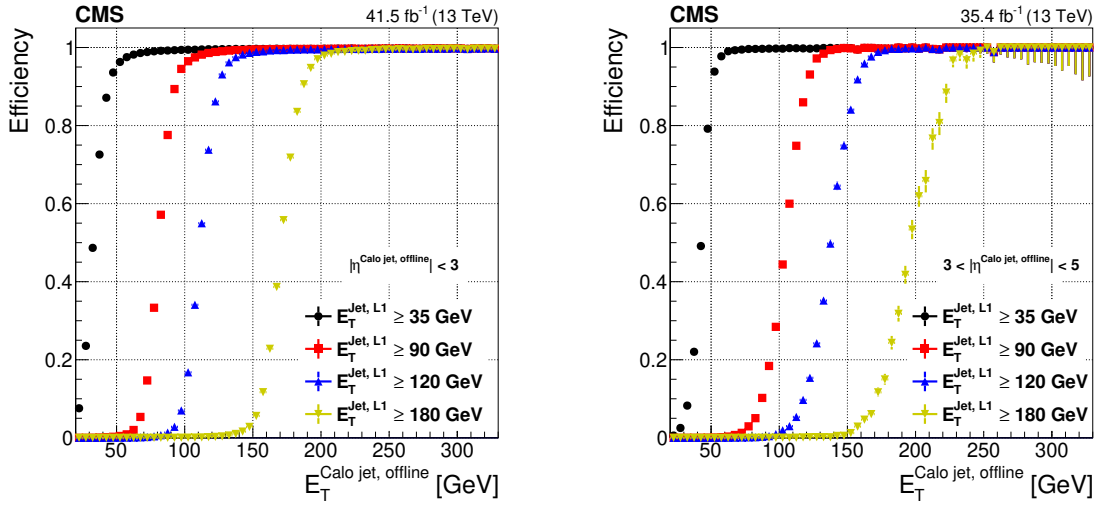 CMS 41.5 fb⁻¹ (13 TeV)
Efficiency
1
0.8
0.6
0.4
0.2
0
|η^Calo jet, offline| < 3
E_T^Jet, L1 ≥ 35 GeV
E_T^Jet, L1 ≥ 90 GeV
E_T^Jet, L1 ≥ 120 GeV
E_T^Jet, L1 ≥ 180 GeV
50 100 150 200 250 300
E_T^Calo jet, offline [GeV]
CMS 35.4 fb⁻¹ (13 TeV)
Efficiency
1
0.8
0.6
0.4
0.2
0
3 < |η^Calo jet, offline| < 5
E_T^Jet, L1 ≥ 35 GeV
E_T^Jet, L1 ≥ 90 GeV
E_T^Jet, L1 ≥ 120 GeV
E_T^Jet, L1 ≥ 180 GeV
50 100 150 200 250 300
E_T^Calo jet, offline [GeV]